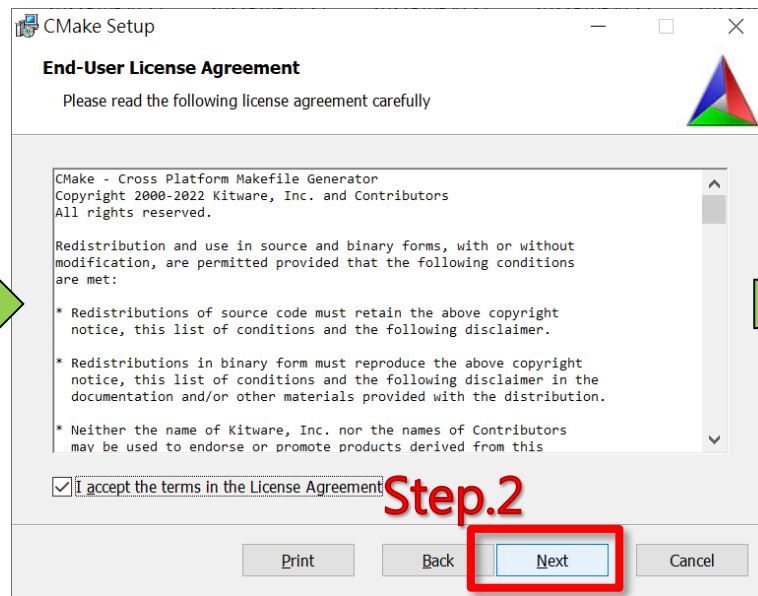 CMake Setup
End-User License Agreement
Please read the following license agreement carefully
CMake - Cross Platform Makefile Generator
Copyright 2000-2022 Kitware, Inc. and Contributors
All rights reserved.
Redistribution and use in source and binary forms, with or without
modification, are permitted provided that the following conditions
are met:
* Redistributions of source code must retain the above copyright
notice, this list of conditions and the following disclaimer.
* Redistributions in binary form must reproduce the above copyright
notice, this list of conditions and the following disclaimer in the
documentation and/or other materials provided with the distribution.
* Neither the name of Kitware, Inc. nor the names of Contributors
may be used to endorse or promote products derived from this
I accept the terms in the License Agreement
Step.2
Print Back Next Cancel